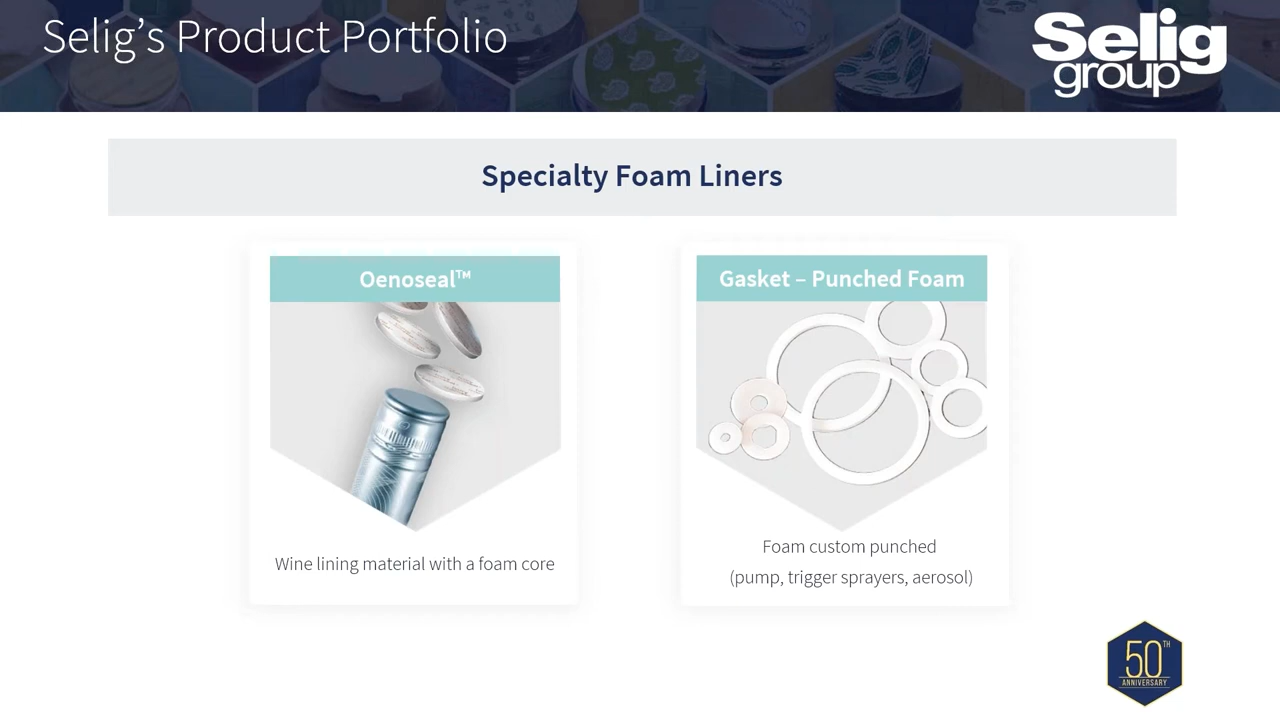 Selig’s Product Portfolio
Selig
group
Specialty Foam Liners
Oenoseal™
Gasket – Punched Foam
Wine lining material with a foam core
Foam custom punched
(pump, trigger sprayers, aerosol)
50TH
ANNIVERSARY